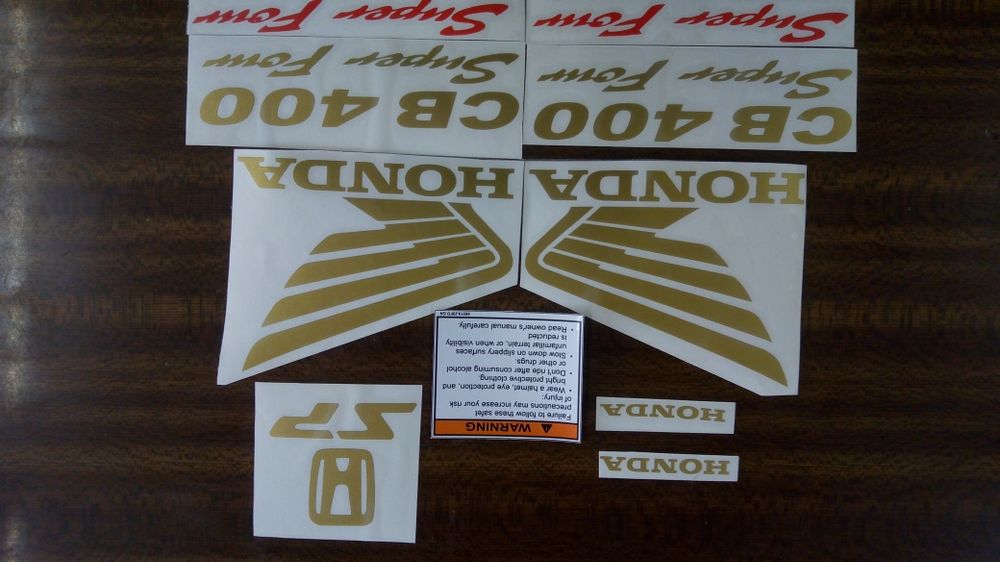 HONDA
HONDA
WARNING
Failure to follow these safet
precautions may increase your risk
of injury:
• Wear a halmet, eye protection, and
bright protective clothing.
• Don't ride after consuming alcohol
or other drugs.
• Slow down on slippery surfaces
unfamiliar terrain, or when visibility
is reducted
• Read owner's manual carefully.
SP
HONDA
HONDA
CB 400
Super Four
CB 400
Super Four
Super Four
Super Four